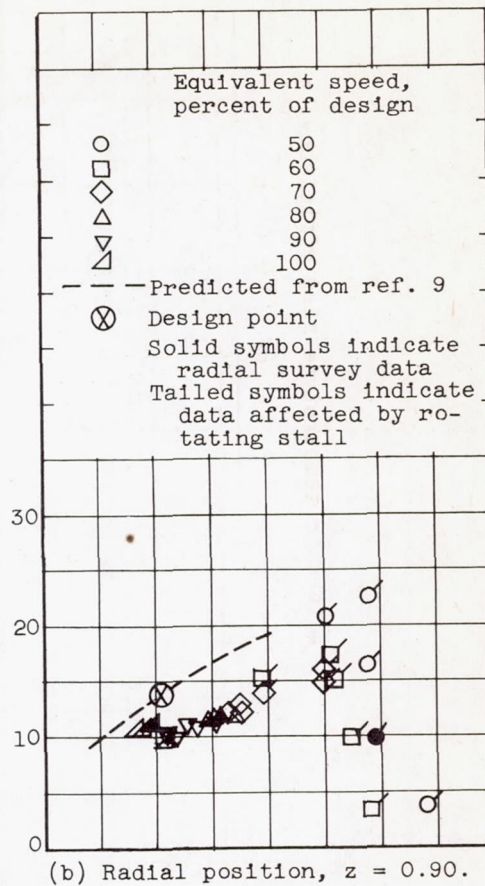 Equivalent speed,
percent of design
50
60
70
80
90
100
Predicted from ref. 9
Design point
Solid symbols indicate
radial survey data
Tailed symbols indicate
data affected by ro-
tating stall
30
20
10
0
(b) Radial position, z = 0.90.